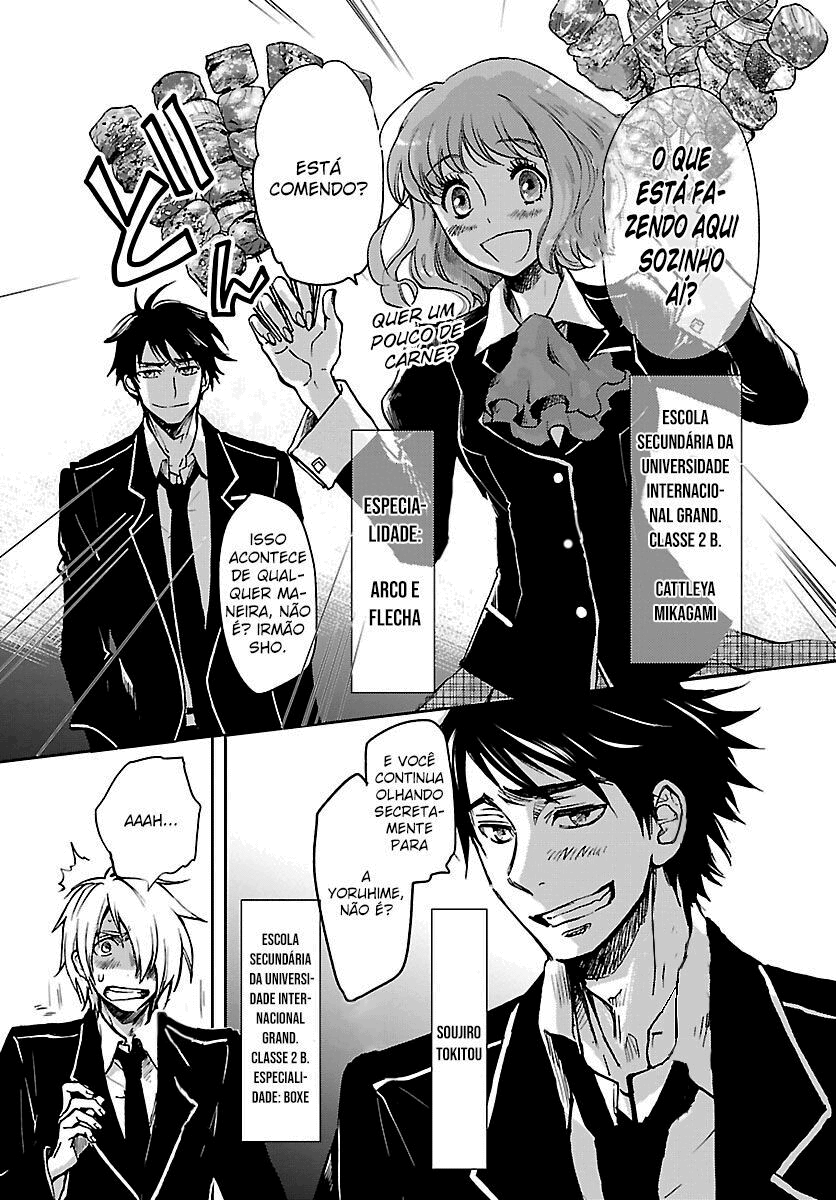 O QUE
ESTÁ FA-
ZENDO AQUI
SOZINHO
AÍ?
ESTÁ
COMENDO?
QUER UM
POUCO DE
CARNE?
ドドん
ESCOLA
SECUNDÁRIA DA
UNIVERSIDADE
INTERNACIO-
NAL GRAND.
CLASSE 2 B.
CATTLEYA
MIKAGAMI
ESPECIA-
LIDADE:
ARCO E
FLECHA
ISSO
ACONTECE
DE QUAL-
QUER MA-
NEIRA, NÃO
É? IRMÃO
SHO.
E VOCÊ
CONTINUA
OLHANDO
SECRETA-
MENTE
PARA
A
YORUHIME,
NÃO É?
SOUJIRO
TOKITOU
ESCOLA
SECUNDÁRIA
DA UNIVERSI-
DADE INTER-
NACIONAL
GRAND.
CLASSE 2 B.
ESPECIALI-
DADE: BOXE
AAAH...